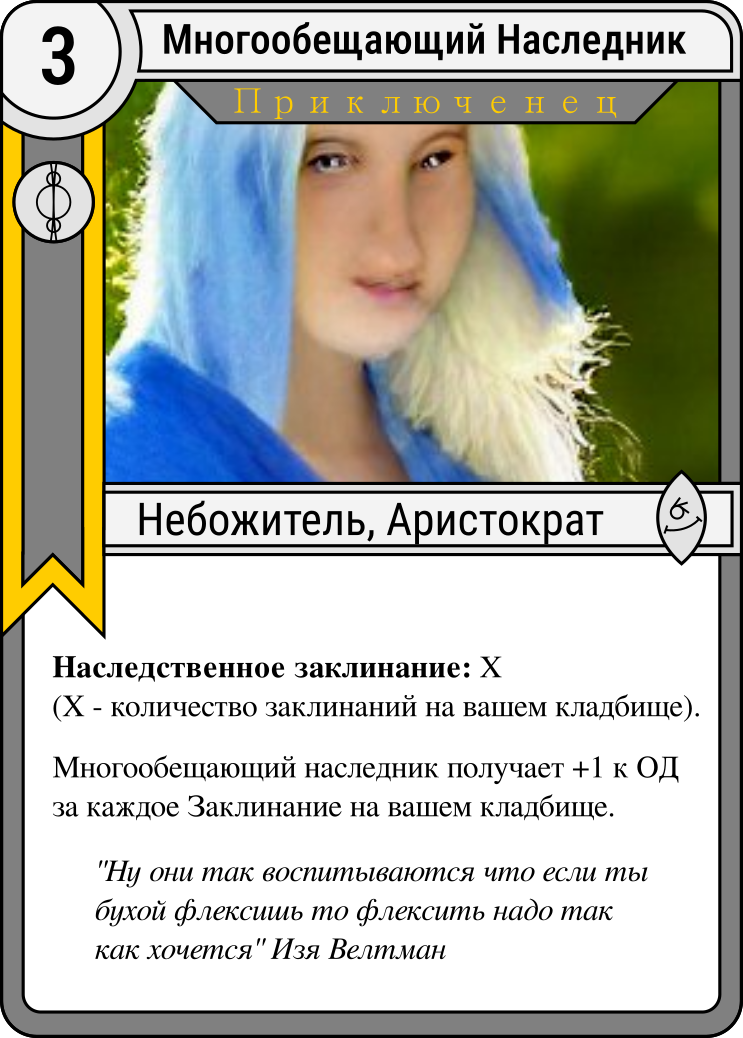 3
Многообещающий Наследник
Приключенец
Небожитель, Аристократ
Наследственное заклинание: X
(X - количество заклинаний на вашем кладбище).
Многообещающий наследник получает +1 к ОД
за каждое Заклинание на вашем кладбище.
"Ну они так воспитываются что если ты
бухой флексишь то флексить надо так
как хочется" Изя Велтман